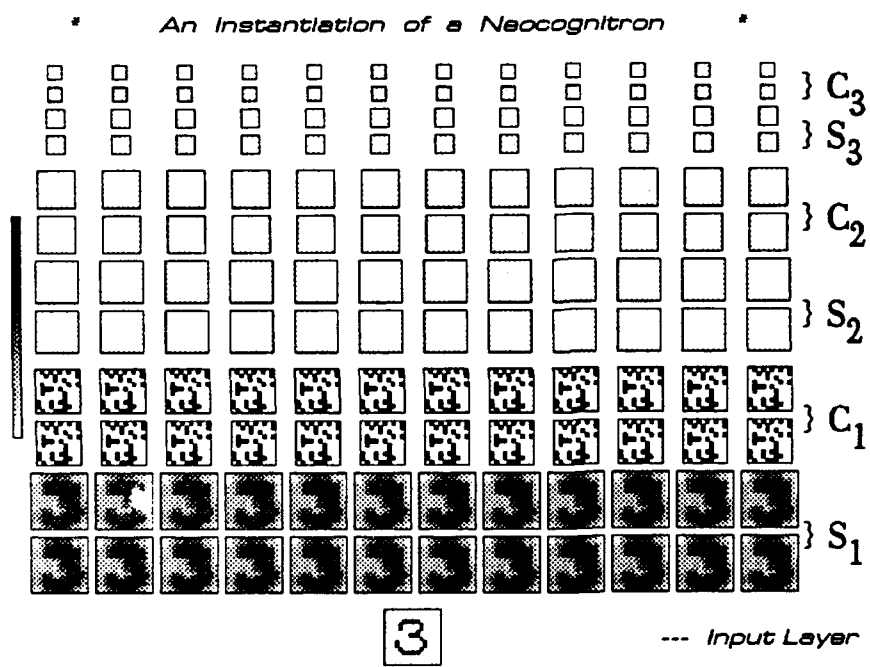 * An Instantiation of a Neocognitron *
} C3
} S3
} C2
} S2
} C1
} S1
3
--- Input Layer